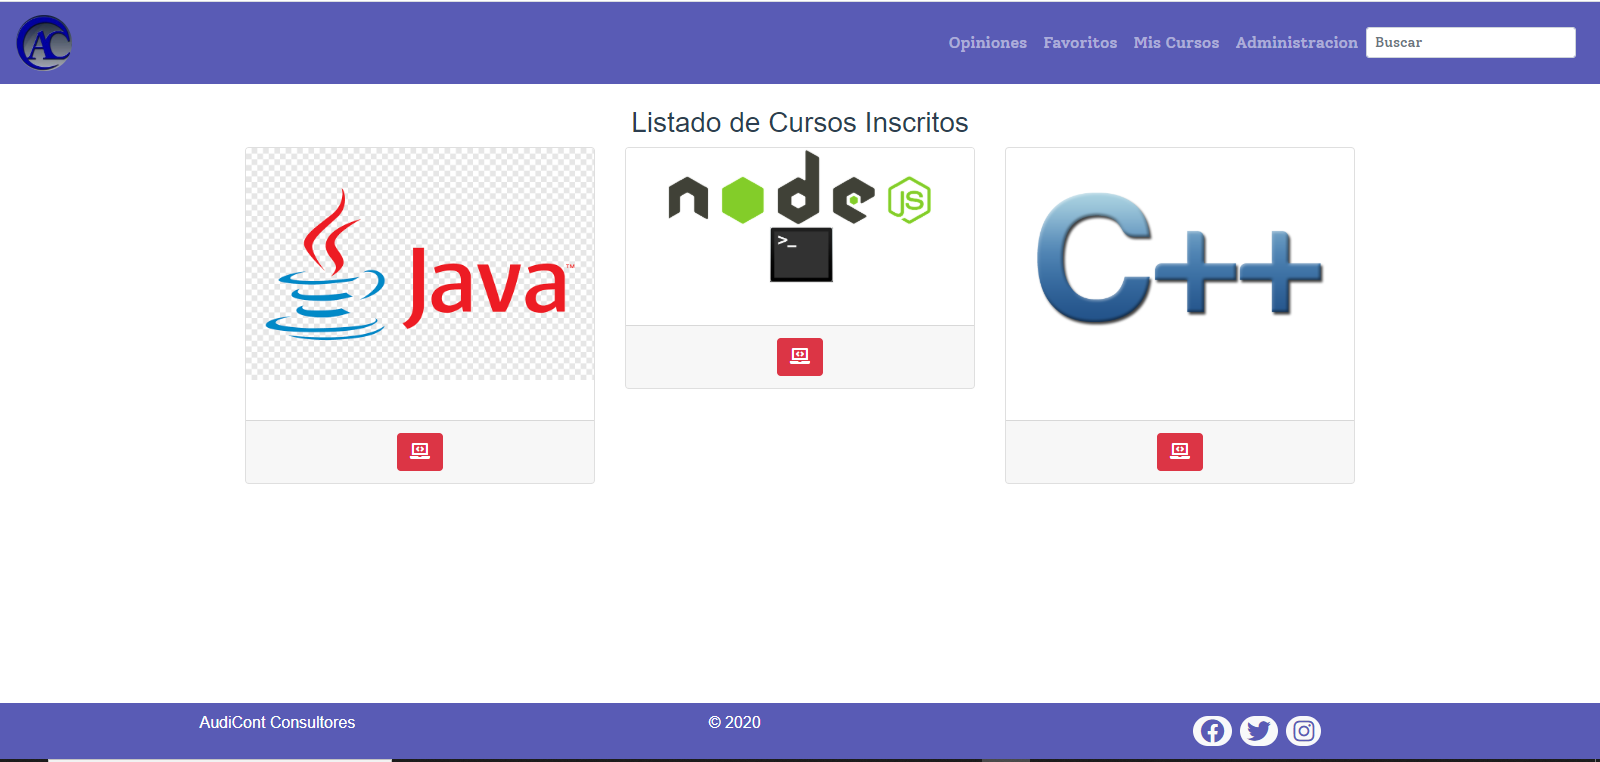 AC
Opiniones Favoritos Mis Cursos Administracion Buscar
Listado de Cursos Inscritos
Java™
node JS
>_
C++
AudiCont Consultores © 2020